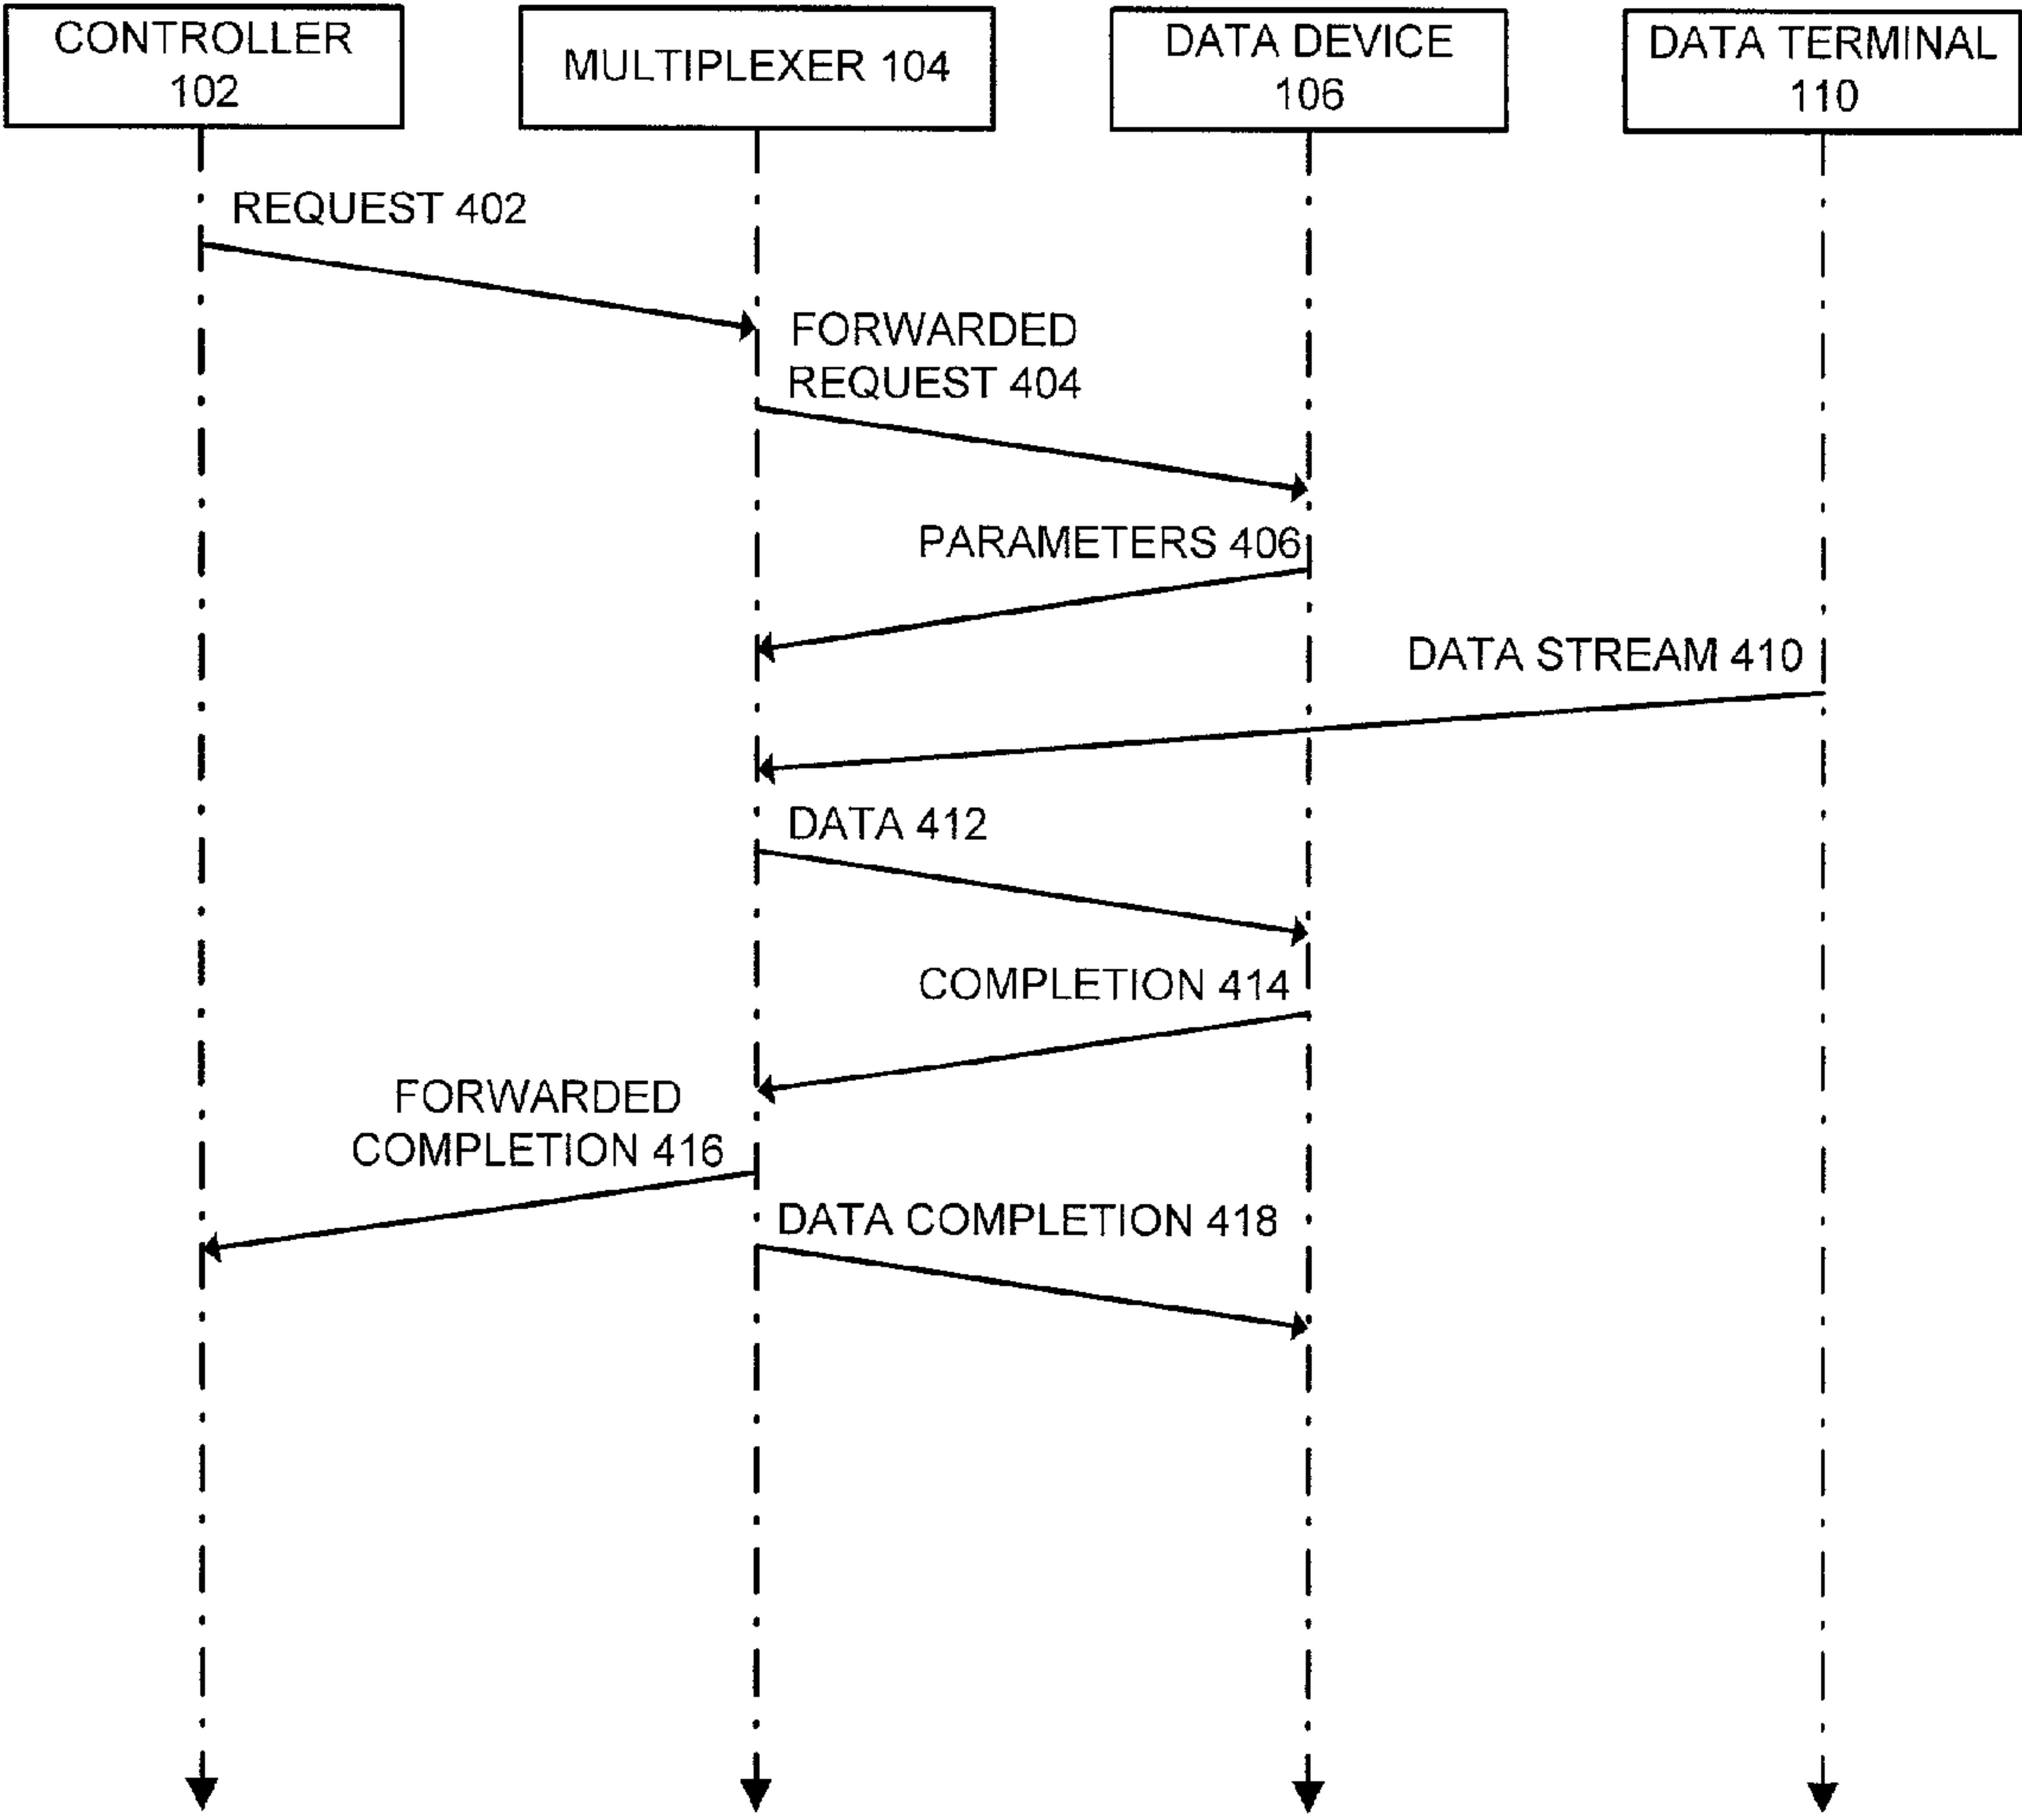 CONTROLLER
102
MULTIPLEXER 104
DATA DEVICE
106
DATA TERMINAL
110
REQUEST 402
FORWARDED
REQUEST 404
PARAMETERS 406
DATA STREAM 410
DATA 412
COMPLETION 414
FORWARDED
COMPLETION 416
DATA COMPLETION 418